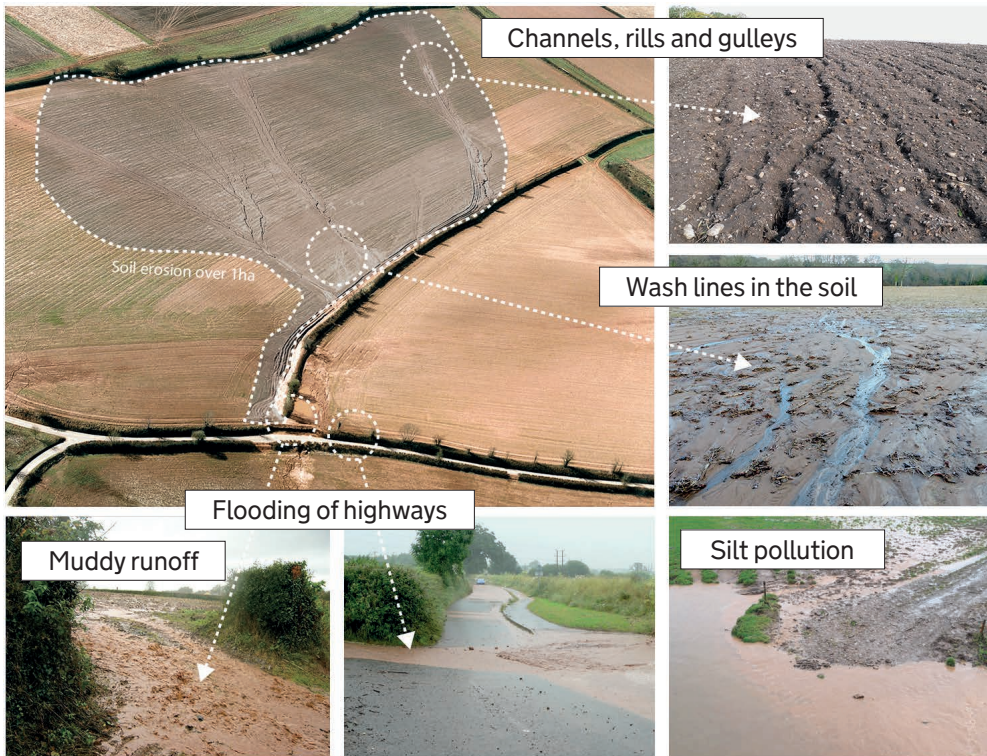 Channels, rills and gulleys
Soil erosion over 1ha
Wash lines in the soil
Flooding of highways
Muddy runoff
Silt pollution